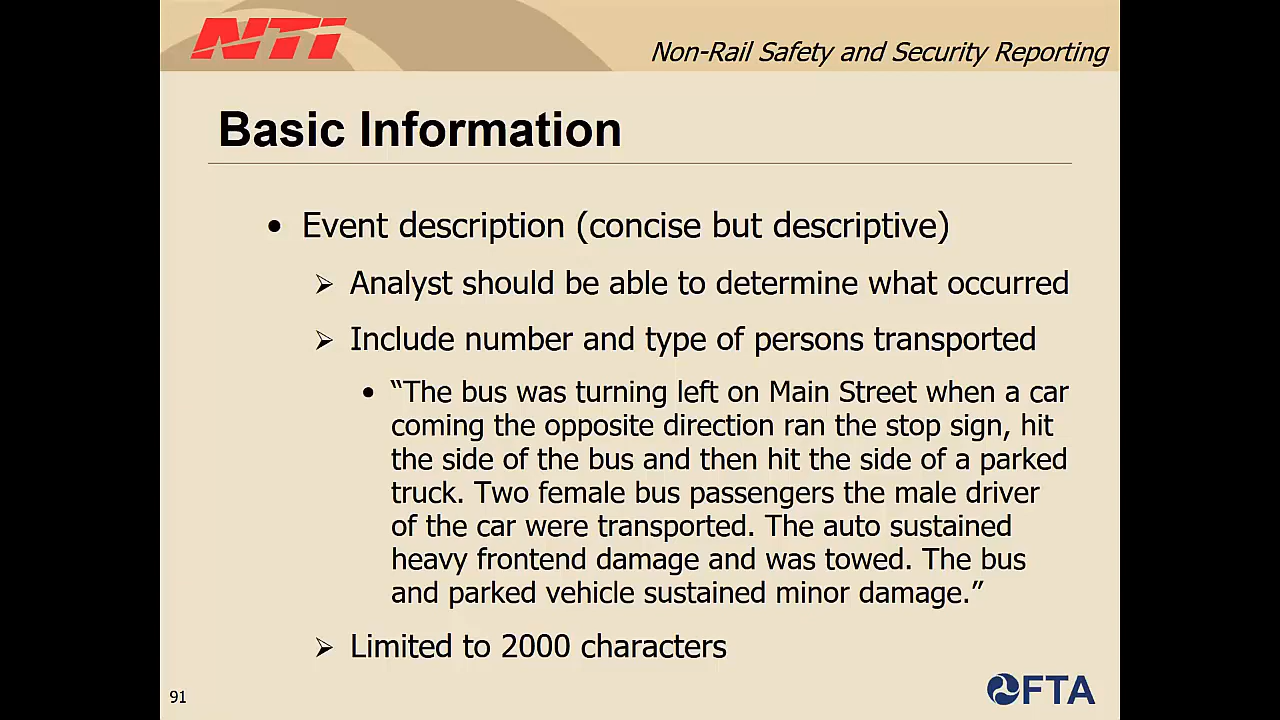 NTI
Non-Rail Safety and Security Reporting
Basic Information
• Event description (concise but descriptive)
➢ Analyst should be able to determine what occurred
➢ Include number and type of persons transported
• “The bus was turning left on Main Street when a car
coming the opposite direction ran the stop sign, hit
the side of the bus and then hit the side of a parked
truck. Two female bus passengers the male driver
of the car were transported. The auto sustained
heavy frontend damage and was towed. The bus
and parked vehicle sustained minor damage.”
➢ Limited to 2000 characters
91
FTA